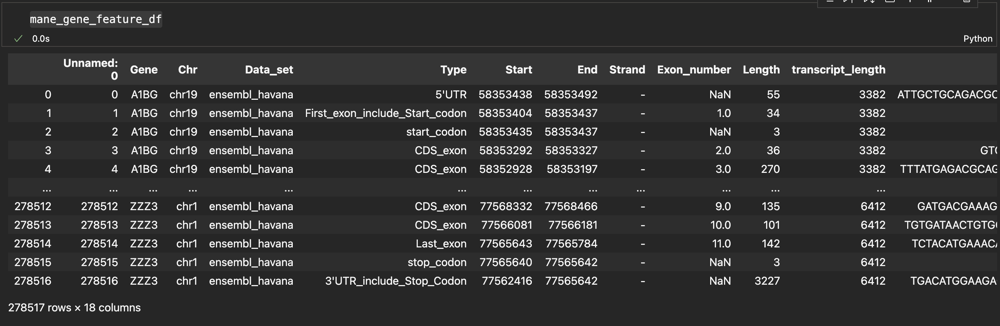 mane_gene_feature_df
0.0s
Python
Unnamed: 0 Gene Chr Data_set Type Start End Strand Exon_number Length transcript_length
0 0 A1BG chr19 ensembl_havana 5'UTR 58353438 58353492 - NaN 55 3382 ATTGCTGCAGACGC
1 1 A1BG chr19 ensembl_havana First_exon_include_Start_codon 58353404 58353437 - 1.0 34 3382
2 2 A1BG chr19 ensembl_havana start_codon 58353435 58353437 - NaN 3 3382
3 3 A1BG chr19 ensembl_havana CDS_exon 58353292 58353327 - 2.0 36 3382 GTC
4 4 A1BG chr19 ensembl_havana CDS_exon 58352928 58353197 - 3.0 270 3382 TTTATGAGACGCAG
... ... ... ... ... ... ... ... ... ... ... ...
278512 278512 ZZZ3 chr1 ensembl_havana CDS_exon 77568332 77568466 - 9.0 135 6412 GATGACGAAAG
278513 278513 ZZZ3 chr1 ensembl_havana CDS_exon 77566081 77566181 - 10.0 101 6412 TGTGATAACTGTG
278514 278514 ZZZ3 chr1 ensembl_havana Last_exon 77565643 77565784 - 11.0 142 6412 TCTACATGAAAC
278515 278515 ZZZ3 chr1 ensembl_havana stop_codon 77565640 77565642 - NaN 3 6412
278516 278516 ZZZ3 chr1 ensembl_havana 3'UTR_include_Stop_Codon 77562416 77565642 - NaN 3227 6412 TGACATGGAAGA
278517 rows × 18 columns